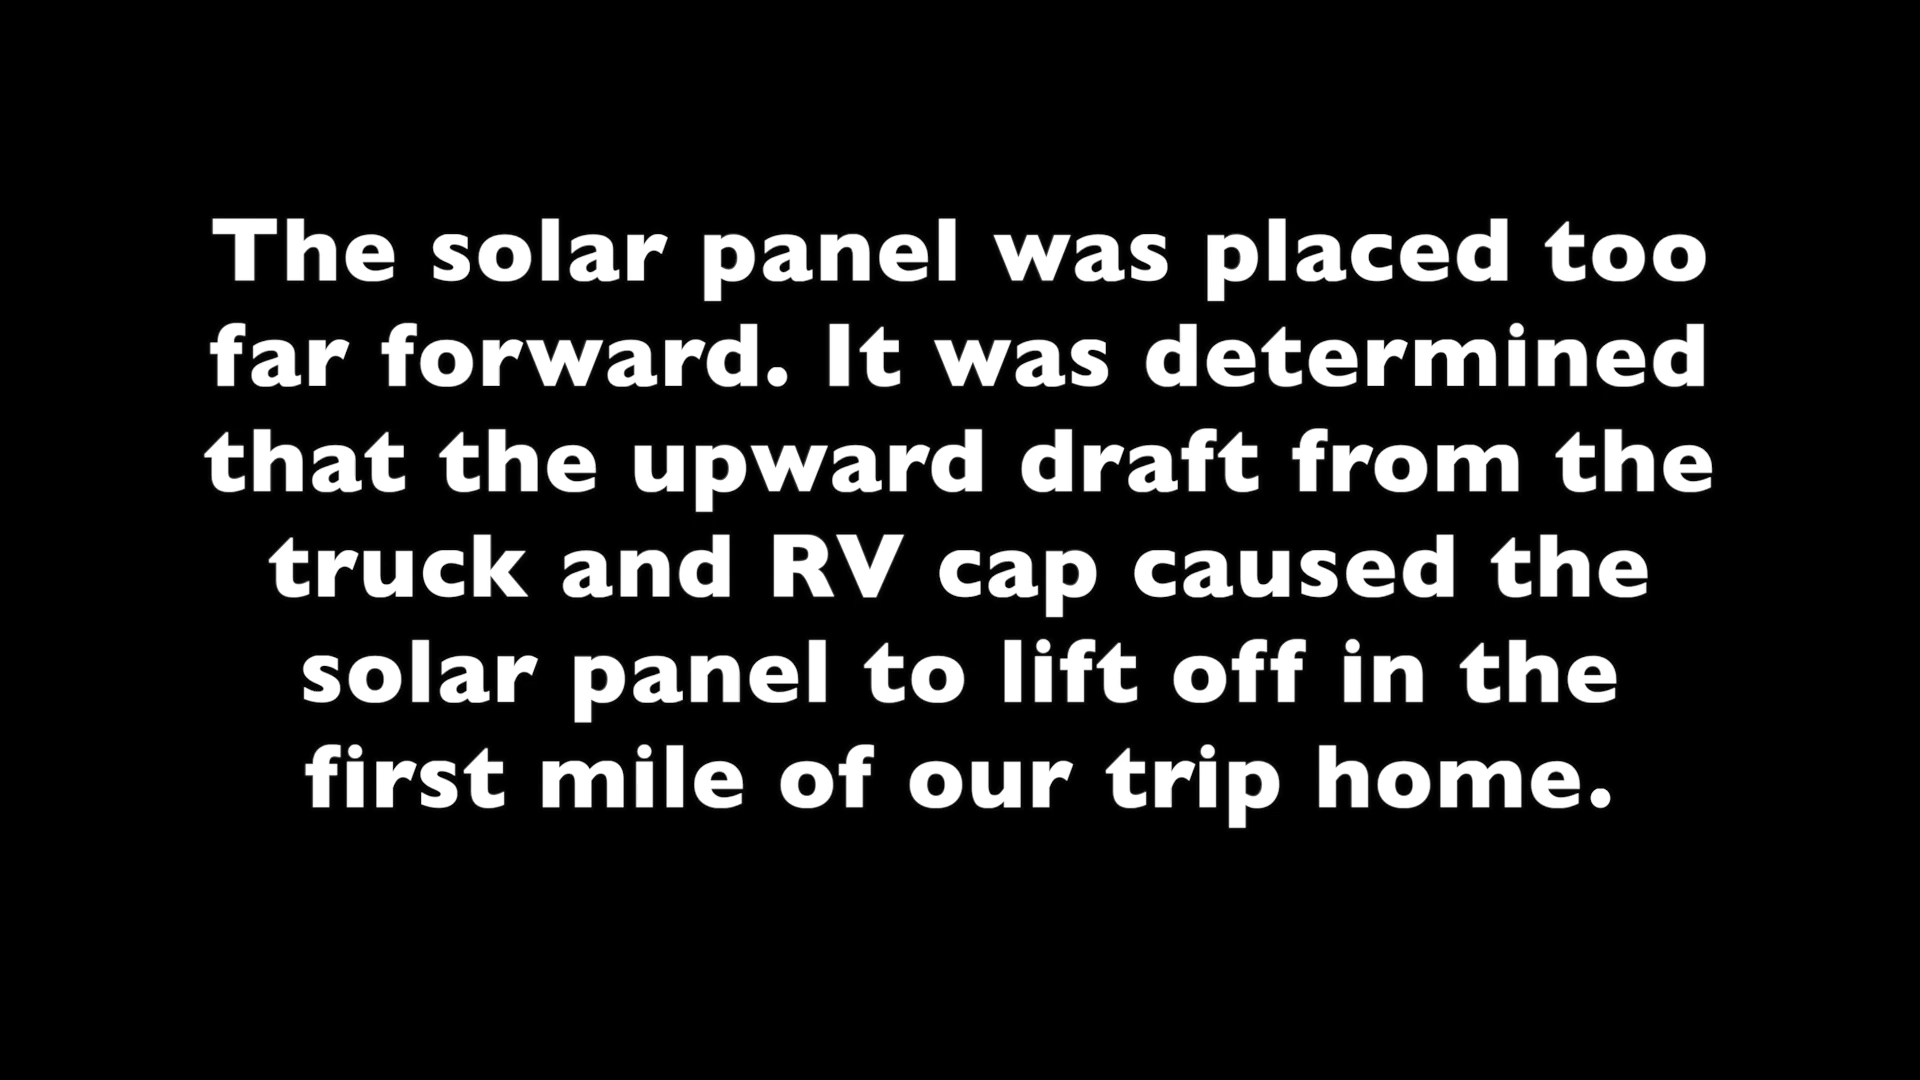 The solar panel was placed too
far forward. It was determined
that the upward draft from the
truck and RV cap caused the
solar panel to lift off in the
first mile of our trip home.